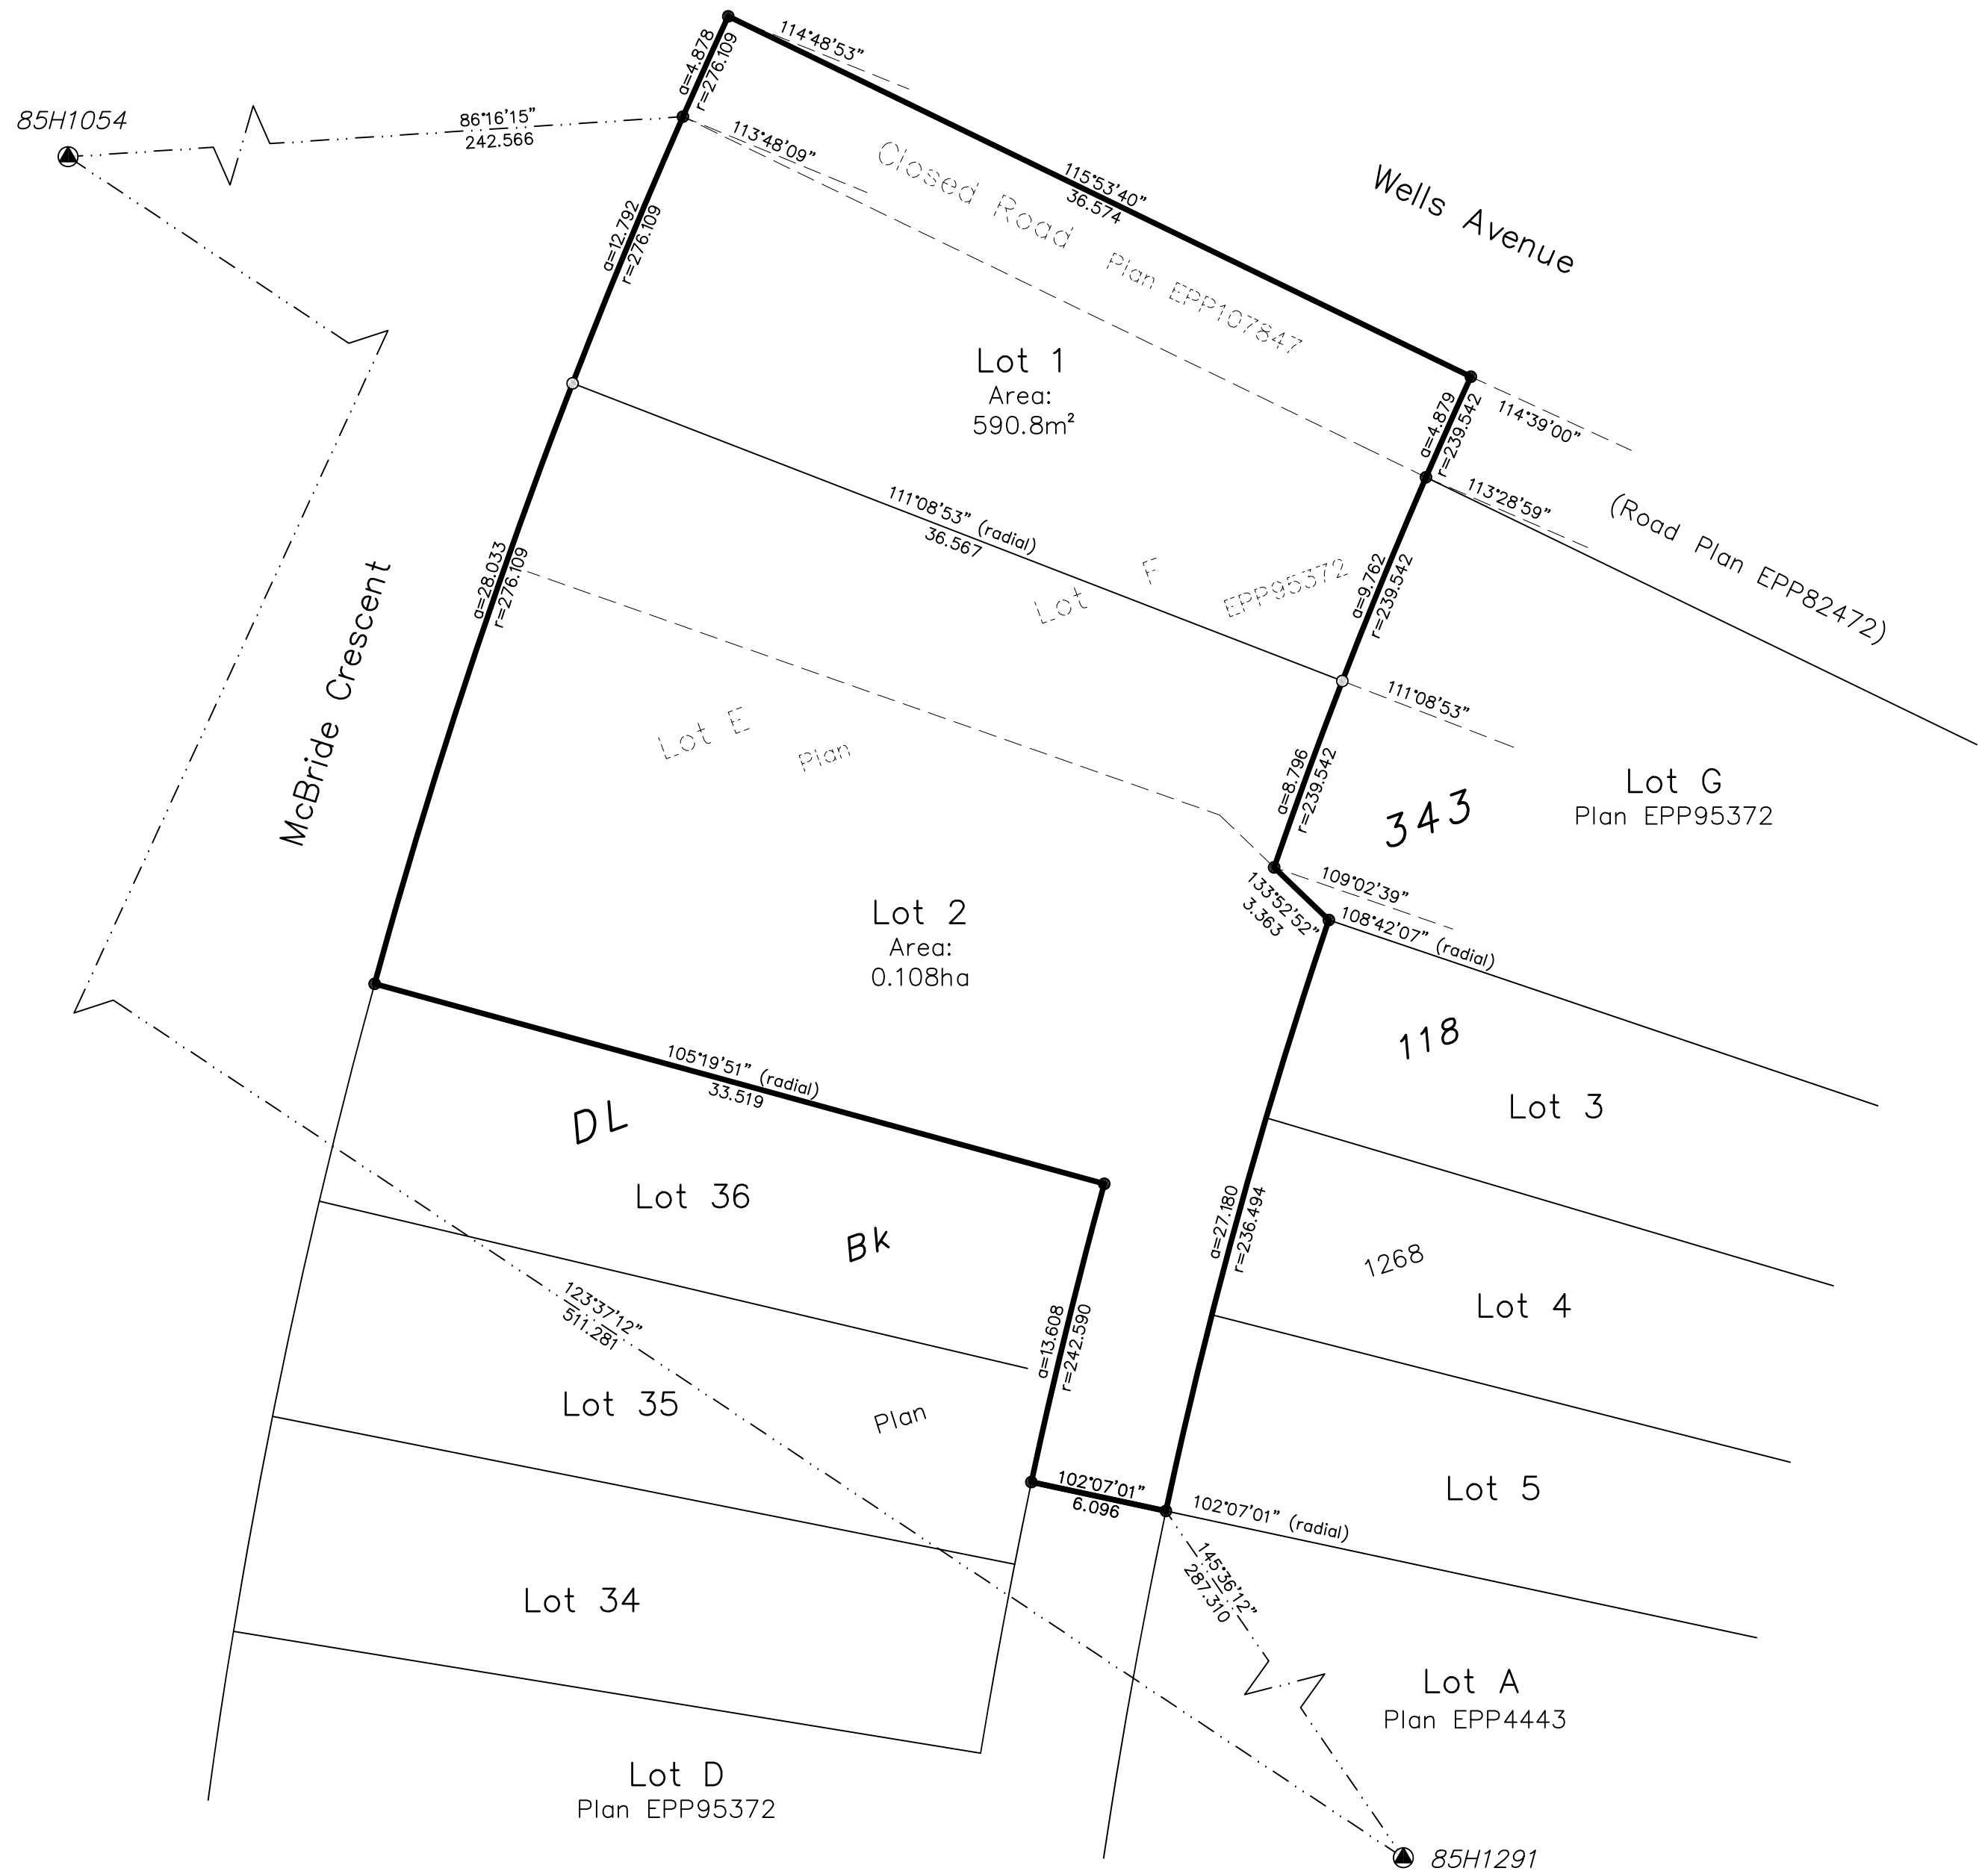 114°48'53"
a=4.878
r=276.109
85H1054
86°16'15"
242.566
113°48'09"
Closed Road Plan EPP107847
115°53'40"
36.574
Wells Avenue
a=12.792
r=276.109
Lot 1
Area:
590.8m²
a=4.879
r=239.542
114°39'00"
113°28'59"
(Road Plan EPP82472)
111°08'53" (radial)
36.567
a=28.033
r=276.109
Lot F EPP95372
a=9.762
r=239.542
McBride Crescent
111°08'53"
Lot E Plan
a=8.796
r=239.542
343
Lot G
Plan EPP95372
109°02'39"
133°52'52"
3.363
108°42'07" (radial)
Lot 2
Area:
0.108ha
118
105°19'51" (radial)
33.519
Lot 3
DL
Lot 36
Bk
a=27.180
r=236.494
1268
Lot 4
123°37'12"
511.281
a=13.608
r=242.590
Lot 35
Plan
102°07'01"
6.096
102°07'01" (radial)
Lot 5
145°36'12"
287.310
Lot 34
Lot A
Plan EPP4443
Lot D
Plan EPP95372
85H1291